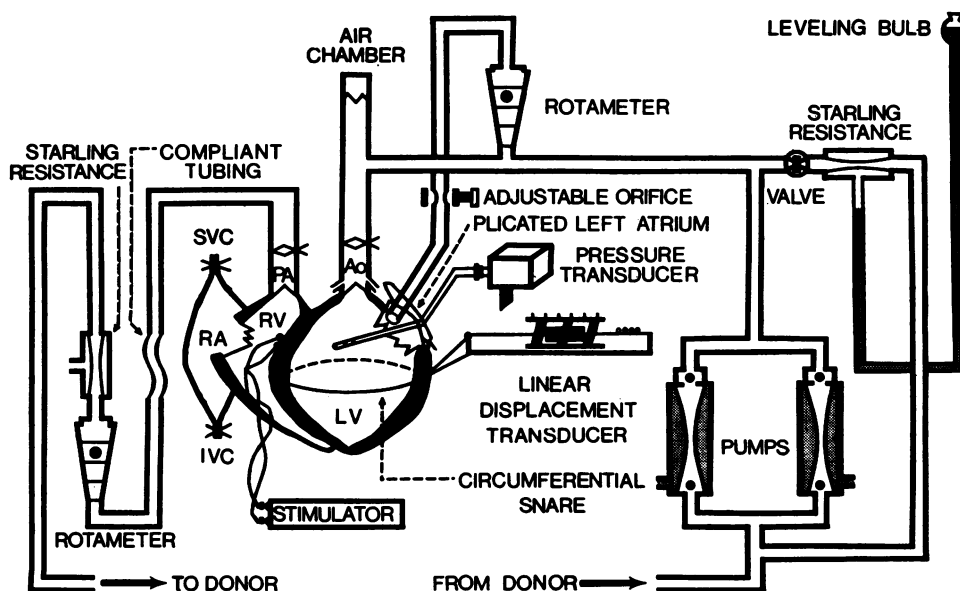 AIR
CHAMBER
LEVELING BULB
ROTAMETER
STARLING
RESISTANCE
STARLING
RESISTANCE
COMPLIANT
TUBING
VALVE
ADJUSTABLE ORIFICE
PLICATED LEFT ATRIUM
SVC
PA
Ao
PRESSURE
TRANSDUCER
RV
RA
LV
LINEAR
DISPLACEMENT
TRANSDUCER
PUMPS
IVC
CIRCUMFERENTIAL
SNARE
STIMULATOR
ROTAMETER
TO DONOR
FROM DONOR